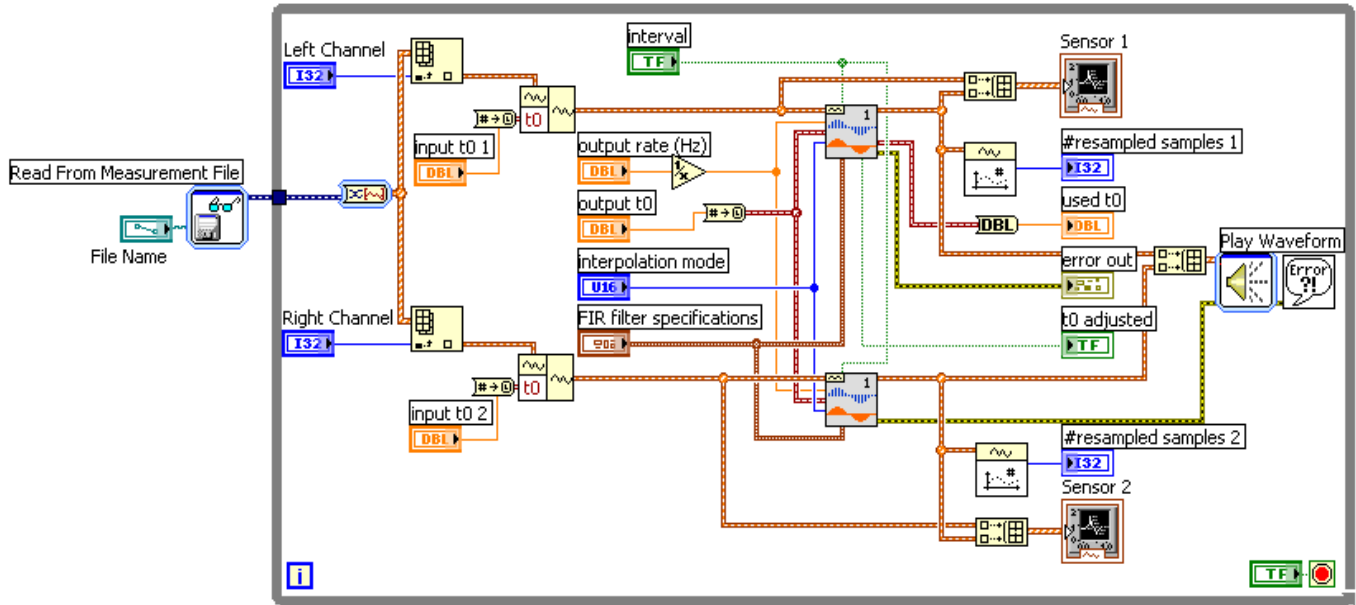 Read From Measurement File
File Name
Left Channel
I32
input t0 1
DBL
t0
interval
TF
output rate (Hz)
DBL
1/x
output t0
DBL
interpolation mode
U16
FIR filter specifications
Right Channel
I32
input t0 2
DBL
t0
1
1
Sensor 1
#resampled samples 1
I32
used t0
DBL
DBL
error out
t0 adjusted
TF
Play Waveform
Error
?!
#resampled samples 2
I32
Sensor 2
i
TF